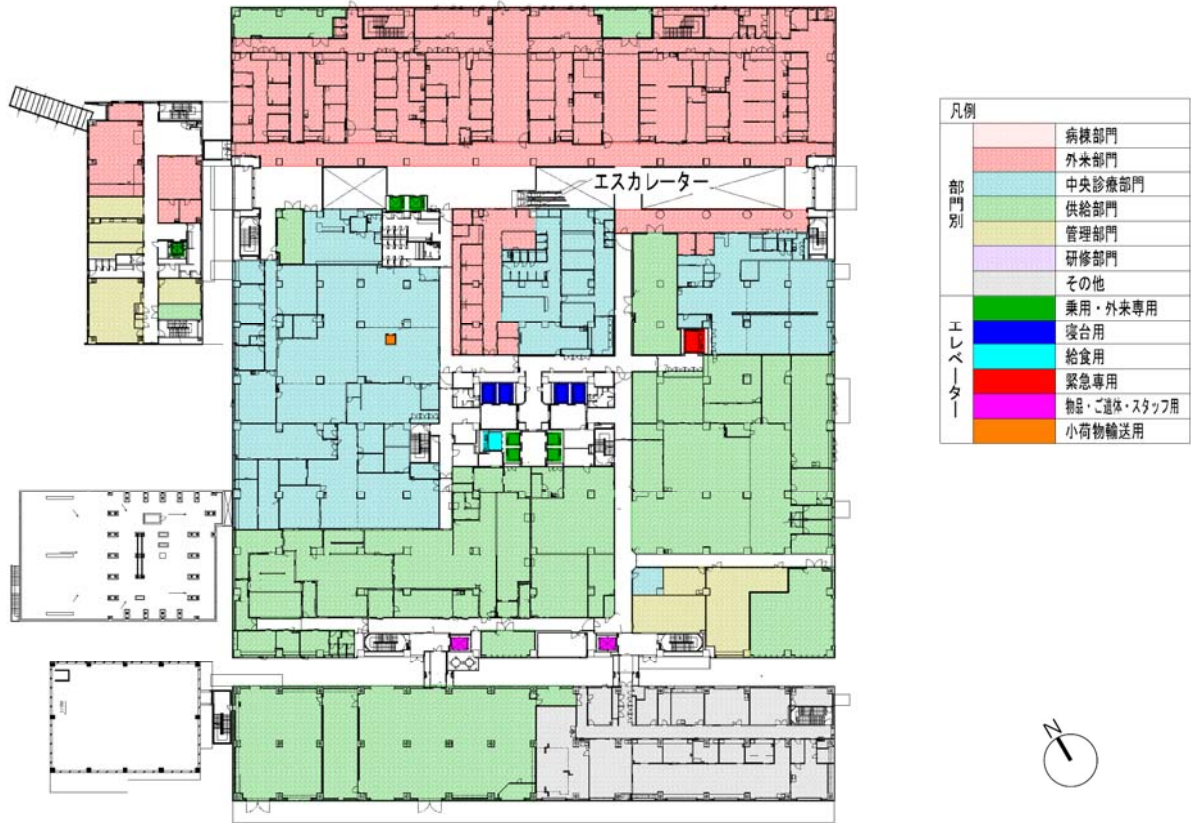 エスカレーター
凡例
部門別
病棟部門
外来部門
中央診療部門
供給部門
管理部門
研修部門
その他
エレベーター
乗用・外来専用
寝台用
給食用
緊急専用
物品・ご遺体・スタッフ用
小荷物輸送用
N